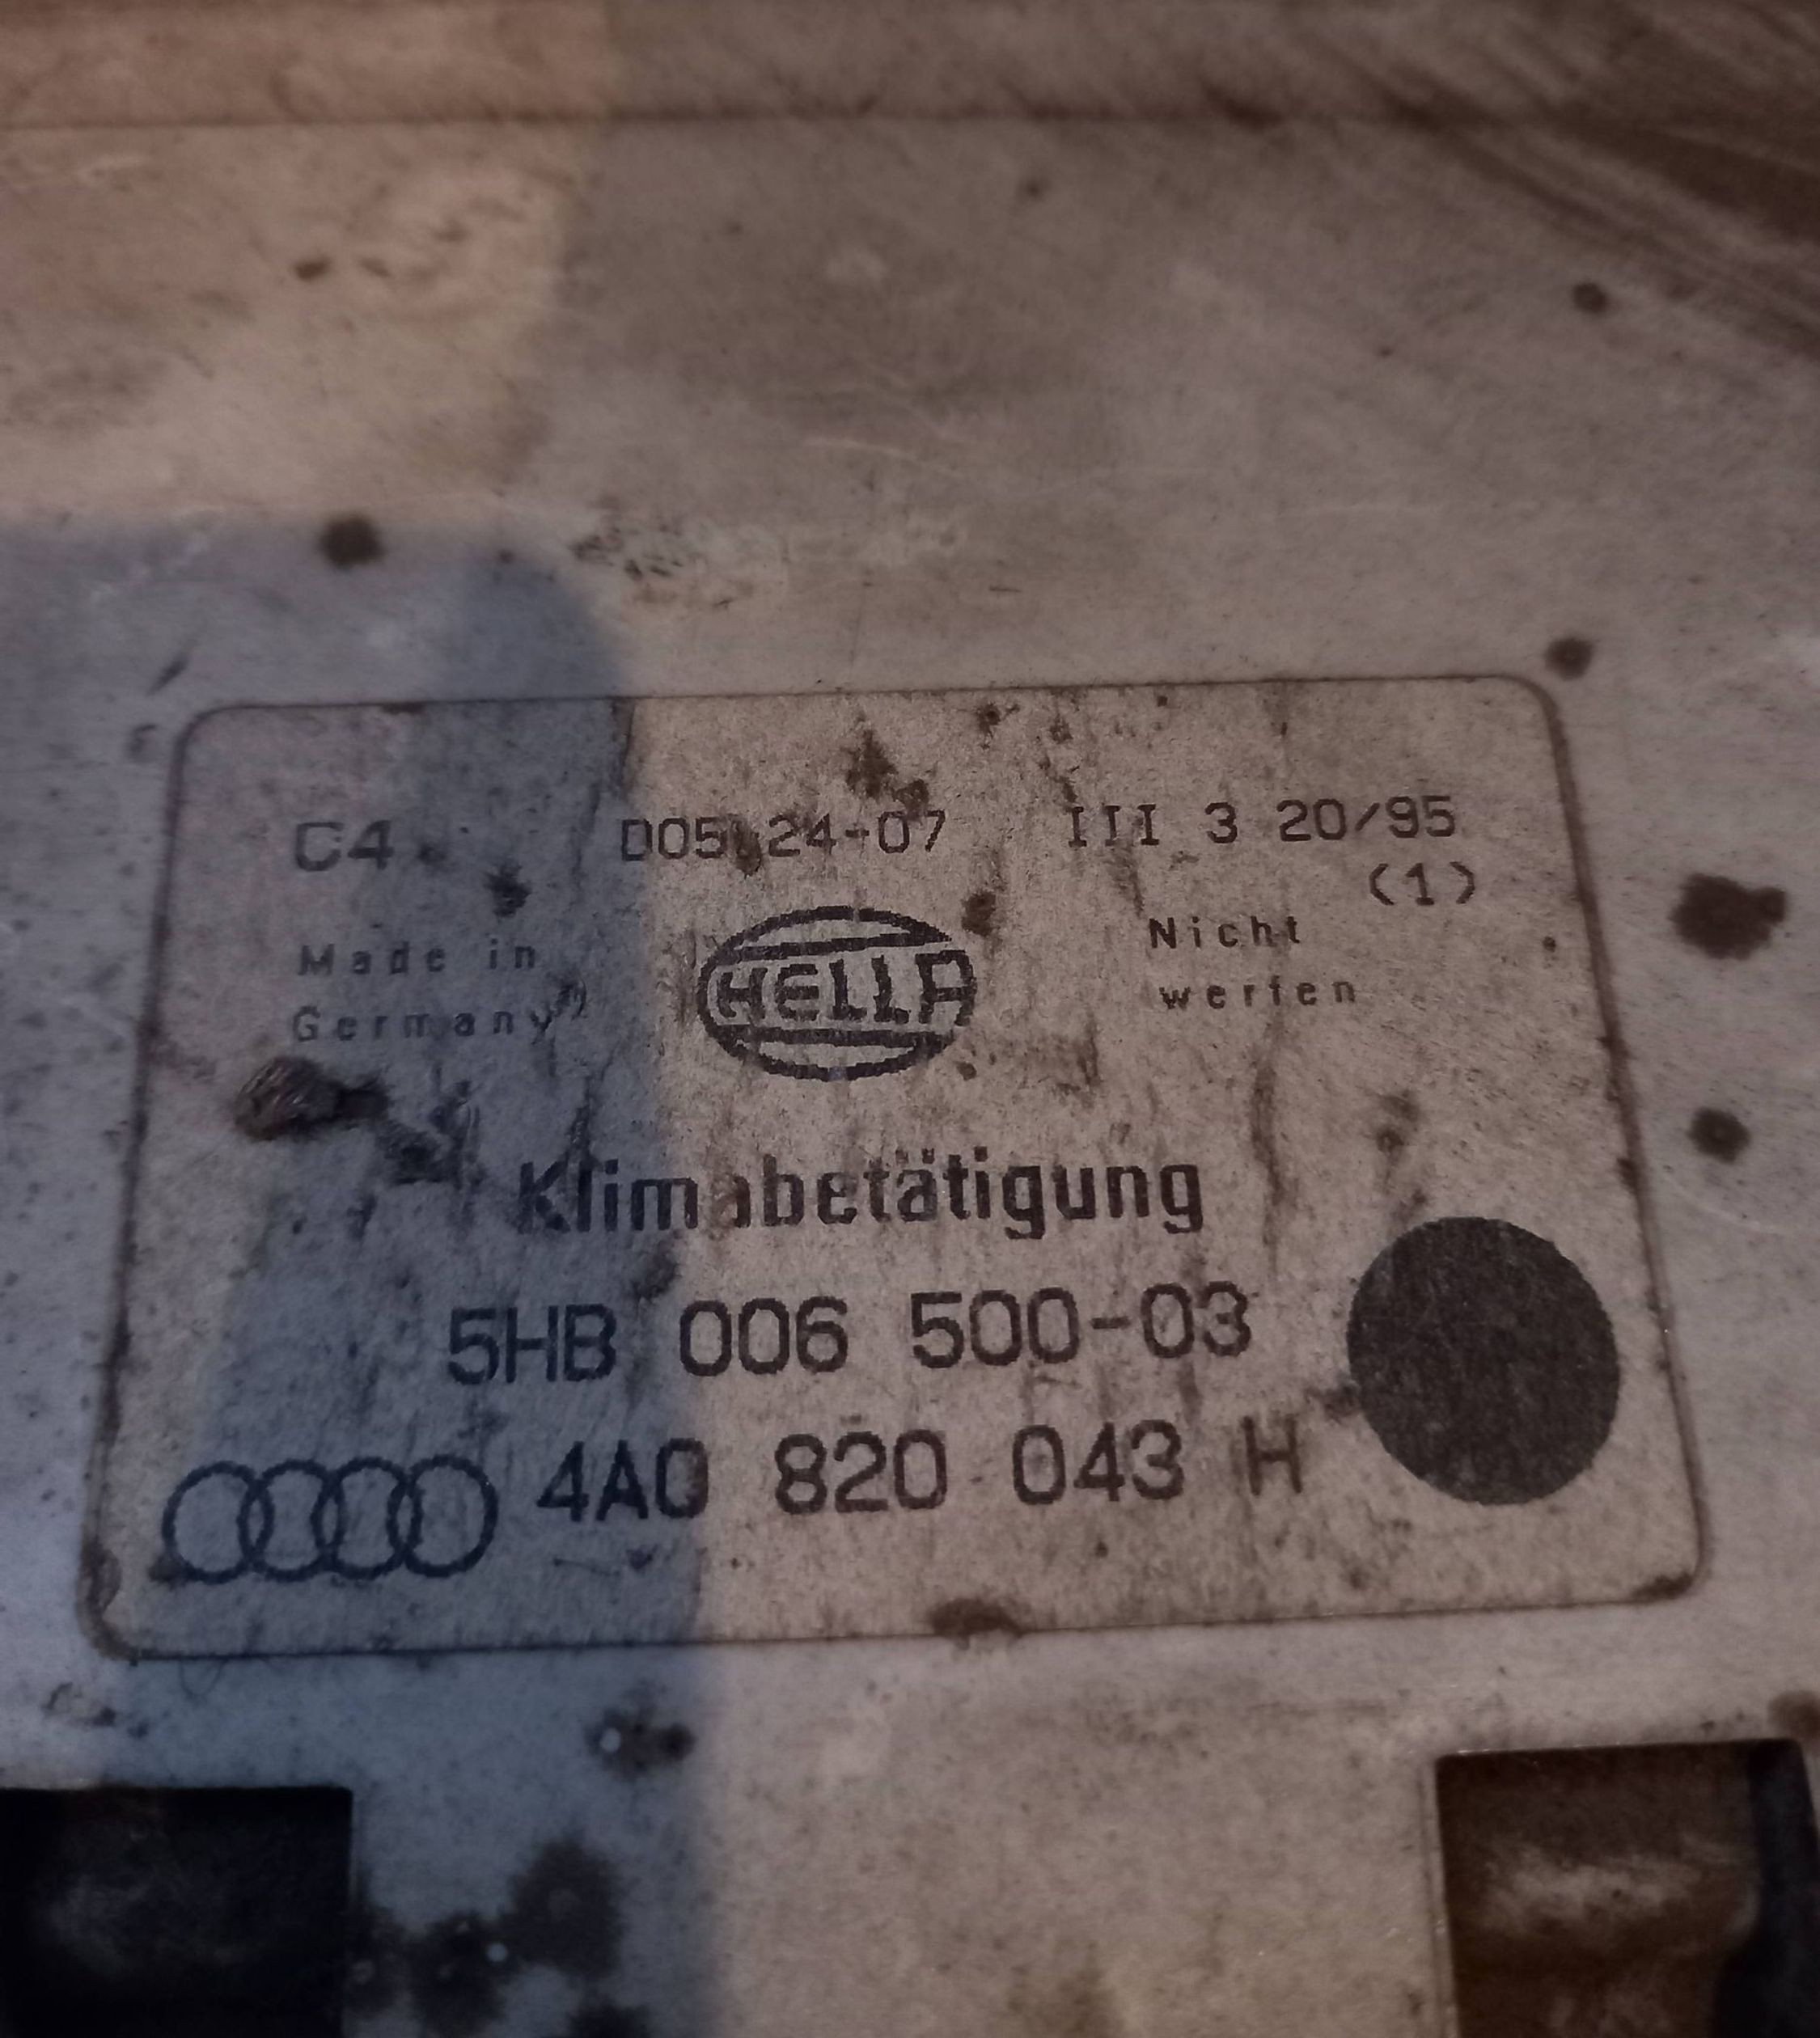 C4 D05 24-07 III 3 20/95
(1)
Made in
Germany
HELLA
Nicht
werfen
Klimabetätigung
5HB 006 500-03
4A0 820 043 H